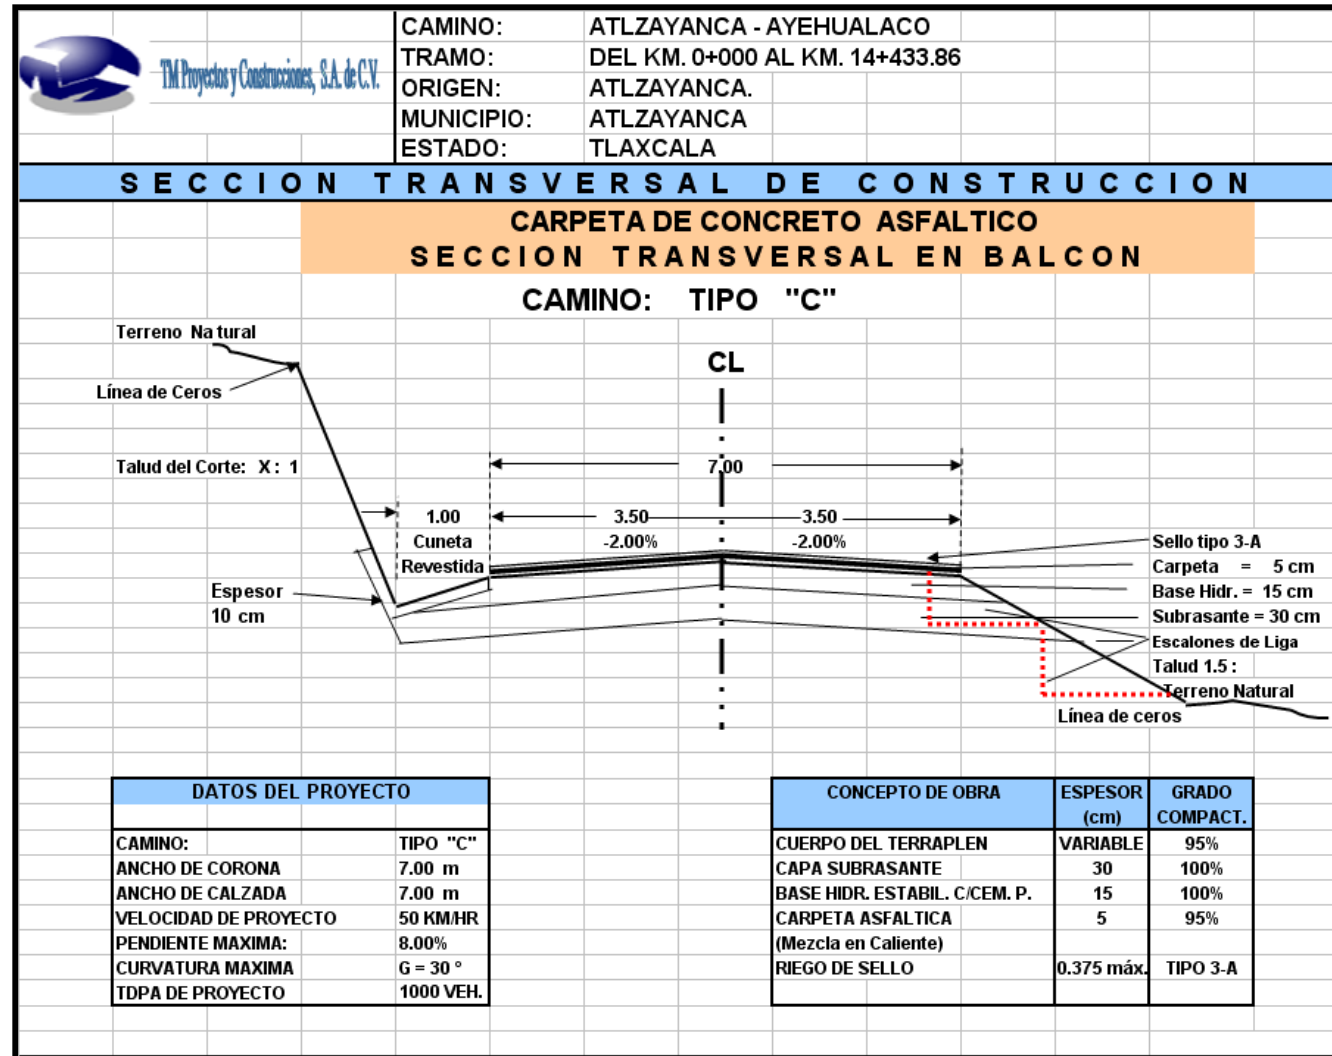 TM Proyectos y Construcciones, S.A. de C.V.
CAMINO: ATLZAYANCA - AYEHUALACO
TRAMO: DEL KM. 0+000 AL KM. 14+433.86
ORIGEN: ATLZAYANCA.
MUNICIPIO: ATLZAYANCA
ESTADO: TLAXCALA
SECCION TRANSVERSAL DE CONSTRUCCION
CARPETA DE CONCRETO ASFALTICO
SECCION TRANSVERSAL EN BALCON
CAMINO: TIPO "C"
Terreno Natural
CL
Línea de Ceros
Talud del Corte: X : 1
7.00
1.00 3.50 3.50
Cuneta -2.00% -2.00%
Revestida
Sello tipo 3-A
Carpeta = 5 cm
Espesor
10 cm
Base Hidr. = 15 cm
Subrasante = 30 cm
Escalones de Liga
Talud 1.5 :
Terreno Natural
Línea de ceros
DATOS DEL PROYECTO
CAMINO: TIPO "C"
ANCHO DE CORONA 7.00 m
ANCHO DE CALZADA 7.00 m
VELOCIDAD DE PROYECTO 50 KM/HR
PENDIENTE MAXIMA: 8.00%
CURVATURA MAXIMA G = 30 °
TDPA DE PROYECTO 1000 VEH.
CONCEPTO DE OBRA ESPESOR GRADO
(cm) COMPACT.
CUERPO DEL TERRAPLEN VARIABLE 95%
CAPA SUBRASANTE 30 100%
BASE HIDR. ESTABIL. C/CEM. P. 15 100%
CARPETA ASFALTICA 5 95%
(Mezcla en Caliente)
RIEGO DE SELLO 0.375 máx. TIPO 3-A